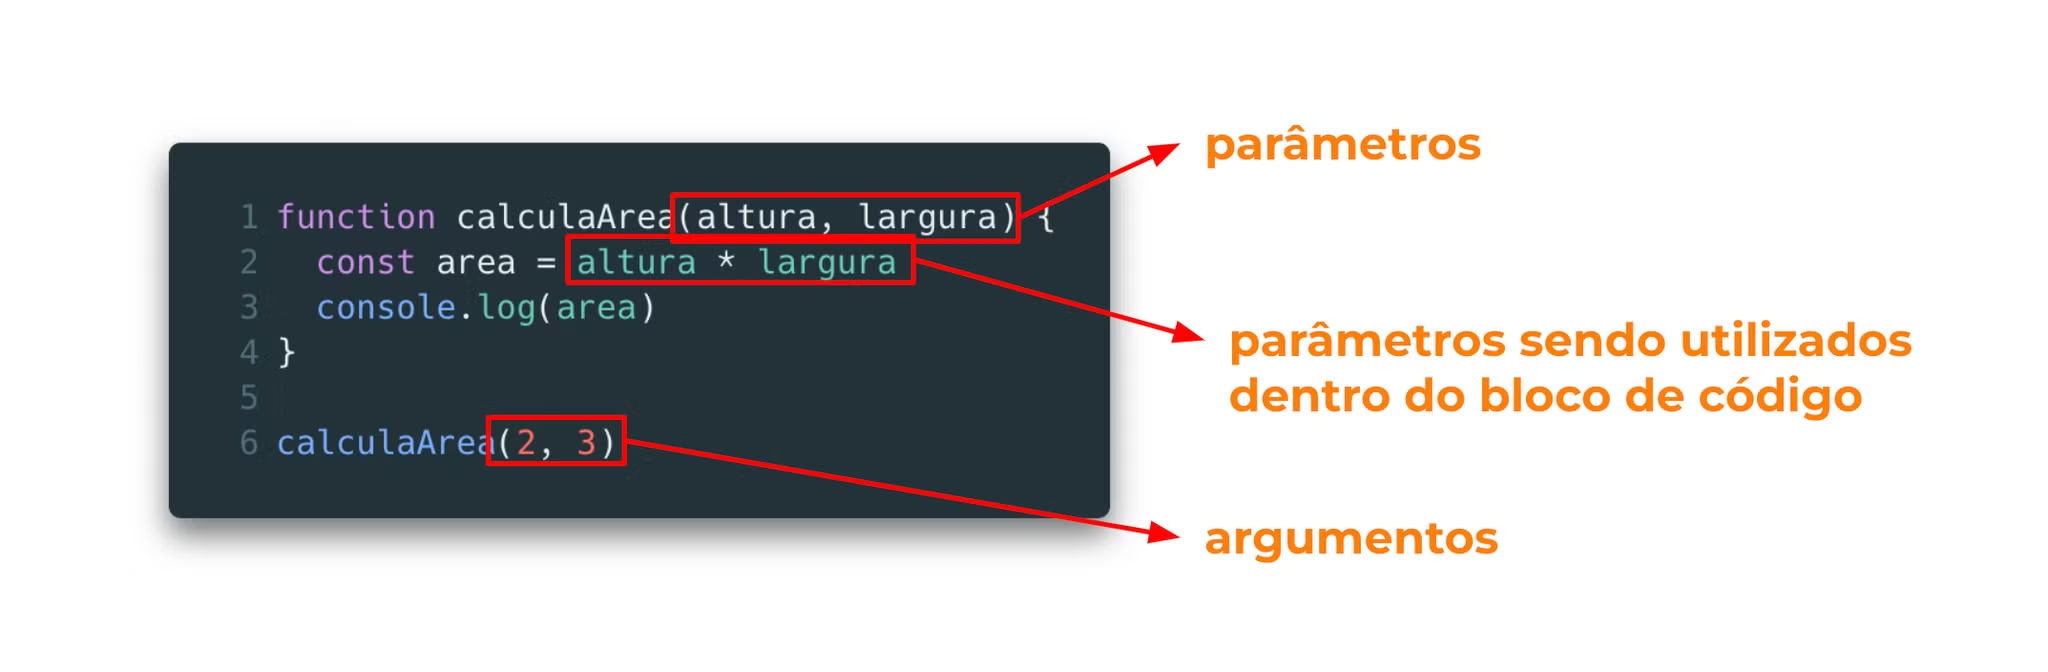 parâmetros
1 function calculaArea(altura, largura) {
2 const area = altura * largura
3 console.log(area)
4 }
5
6 calculaArea(2, 3)
parâmetros sendo utilizados
dentro do bloco de código
argumentos